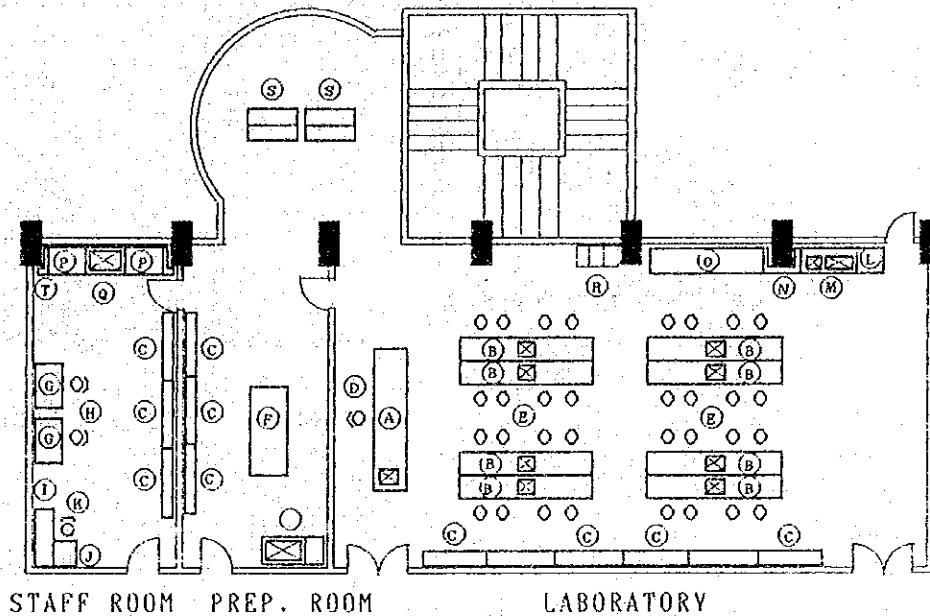 S S
P P O L
T Q R N M
C C
B B
B B
G D A
H C C F E E
G
B B
I K C C B B
J C C C
STAFF ROOM PREP. ROOM LABORATORY